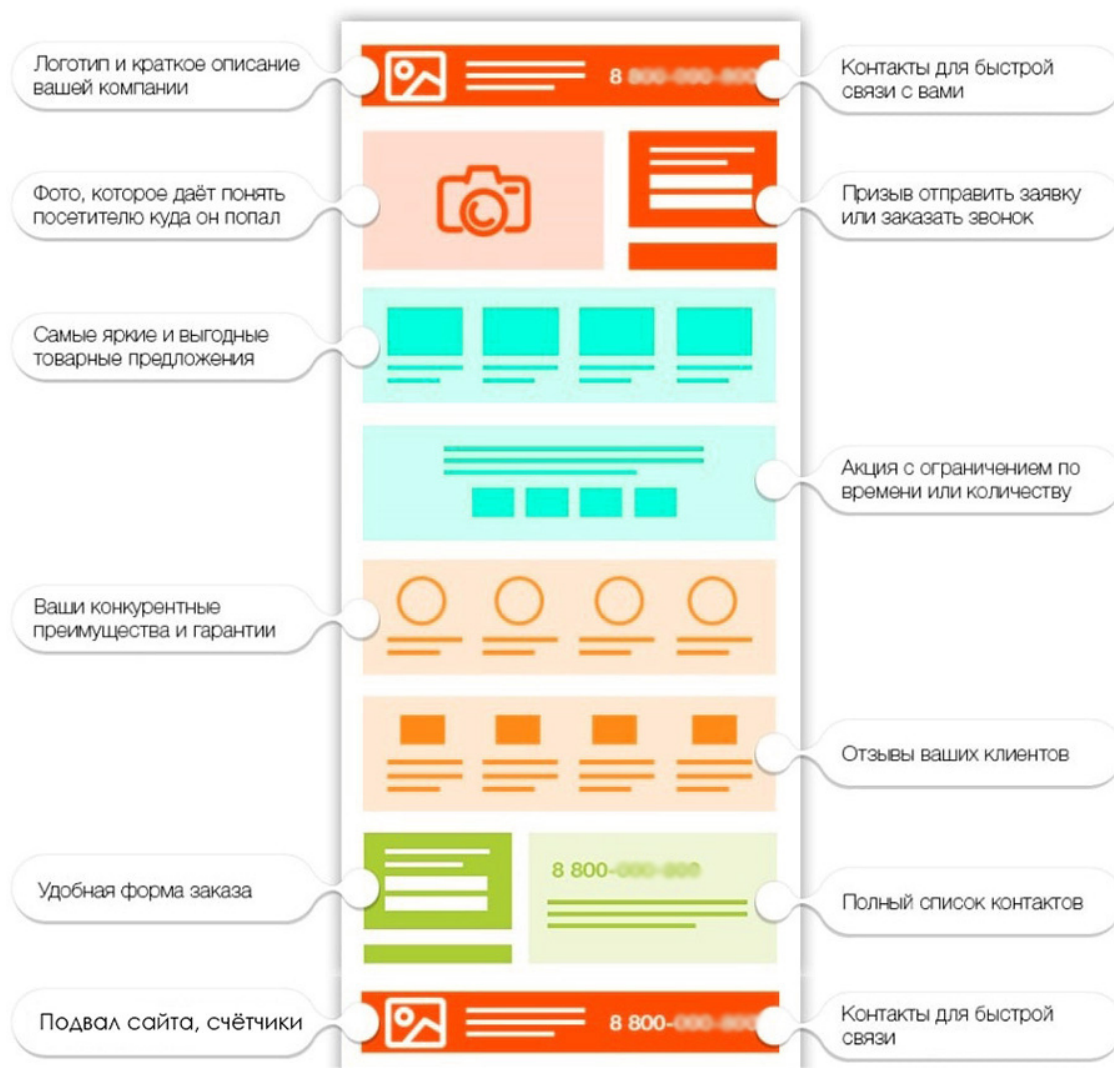 Логотип и краткое описание
вашей компании
8
Контакты для быстрой
связи с вами
Фото, которое даёт понять
посетителю куда он попал
Призыв отправить заявку
или заказать звонок
Самые яркие и выгодные
товарные предложения
Акция с ограничением по
времени или количеству
Ваши конкурентные
преимущества и гарантии
Отзывы ваших клиентов
Удобная форма заказа
8 800-
Полный список контактов
Подвал сайта, счётчики
8 800-
Контакты для быстрой
связи